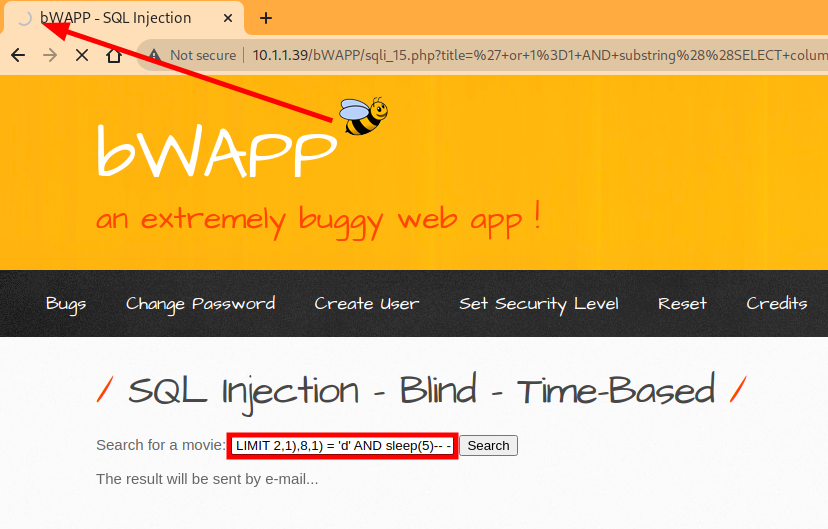 bWAPP - SQL Injection
Not secure 10.1.1.39/bWAPP/sqli_15.php?title=%27+or+1%3D1+AND+substring%28%28SELECT+colum
bWAPP
an extremely buggy web app !
Bugs Change Password Create User Set Security Level Reset Credits
/ SQL Injection - Blind - Time-Based /
Search for a movie: LIMIT 2,1),8,1) = 'd' AND sleep(5)-- - Search
The result will be sent by e-mail...